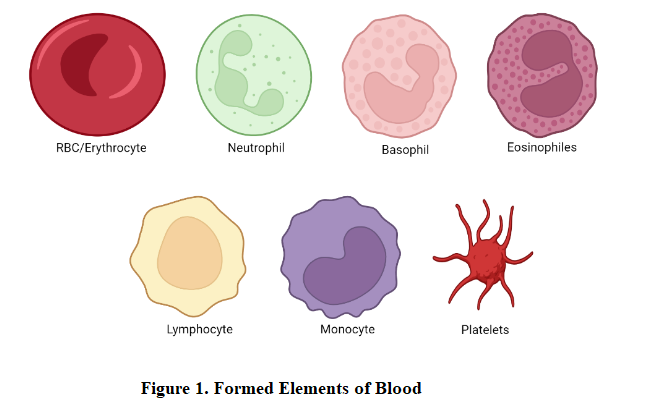 RBC/Erythrocyte
Neutrophil
Basophil
Eosinophiles
Lymphocyte
Monocyte
Platelets
Figure 1. Formed Elements of Blood